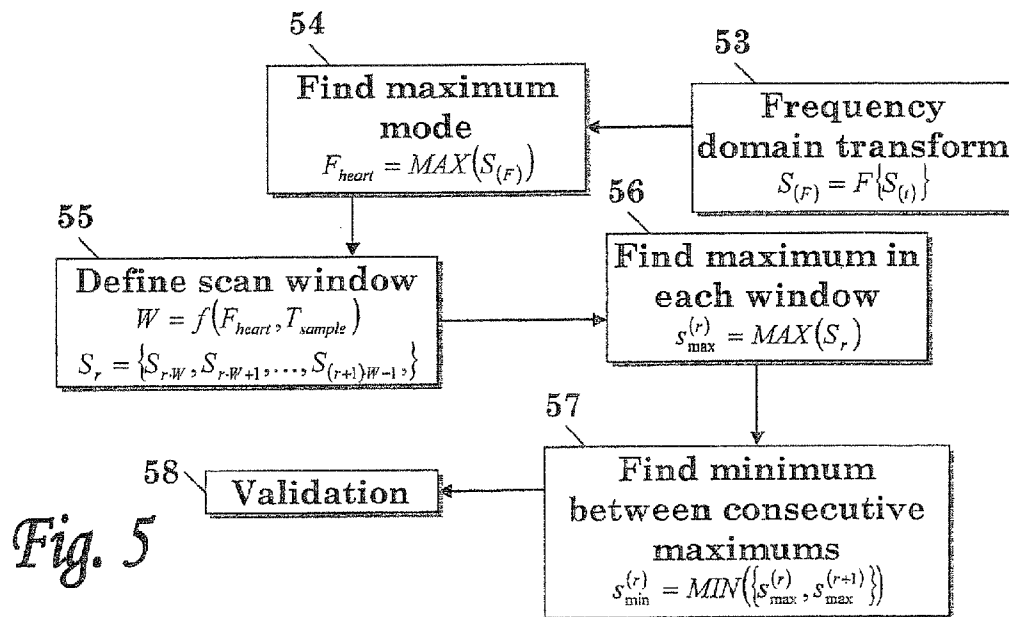 53
Frequency
domain transform
S_(F) = F{S_(t)}
54
Find maximum
mode
F_heart = MAX(S_(F))
55
Define scan window
W = f(F_heart, T_sample)
S_r = {S_r·W, S_r·W+1, ..., S_(r+1)·W−1,}
56
Find maximum in
each window
s_max^(r) = MAX(S_r)
57
Find minimum
between consecutive
maximums
s_min^(r) = MIN({s_max^(r), s_max^(r+1)})
58
Validation
Fig. 5